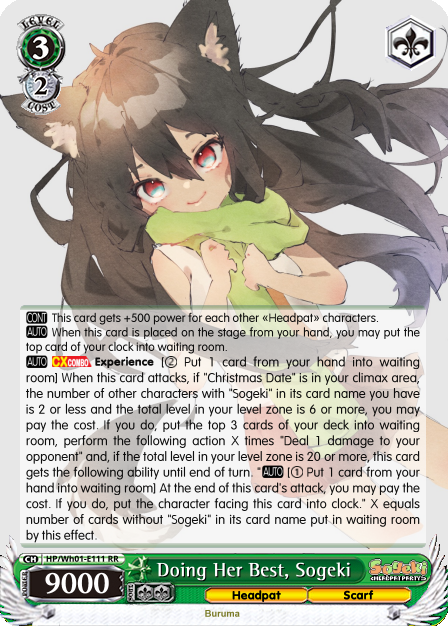 LEVEL
3
2
COST
CONT This card gets +500 power for each other «Headpat» characters.
AUTO When this card is placed on the stage from your hand, you may put the
top card of your clock into waiting room.
AUTO CXCOMBO Experience [② Put 1 card from your hand into waiting
room] When this card attacks, if "Christmas Date" is in your climax area,
the number of other characters with "Sogeki" in its card name you have
is 2 or less and the total level in your level zone is 6 or more, you may
pay the cost. If you do, put the top 3 cards of your deck into waiting
room, perform the following action X times "Deal 1 damage to your
opponent" and, if the total level in your level zone is 20 or more, this card
gets the following ability until end of turn. "AUTO [① Put 1 card from your
hand into waiting room] At the end of this card's attack, you may pay the
cost. If you do, put the character facing this card into clock." X equals
number of cards without "Sogeki" in its card name put in waiting room
by this effect.
CH HP/Wh01-E111 RR
POWER 9000 SOUL Doing Her Best, Sogeki Sogeki
HEADPAT PARTY
Headpat Scarf
Buruma